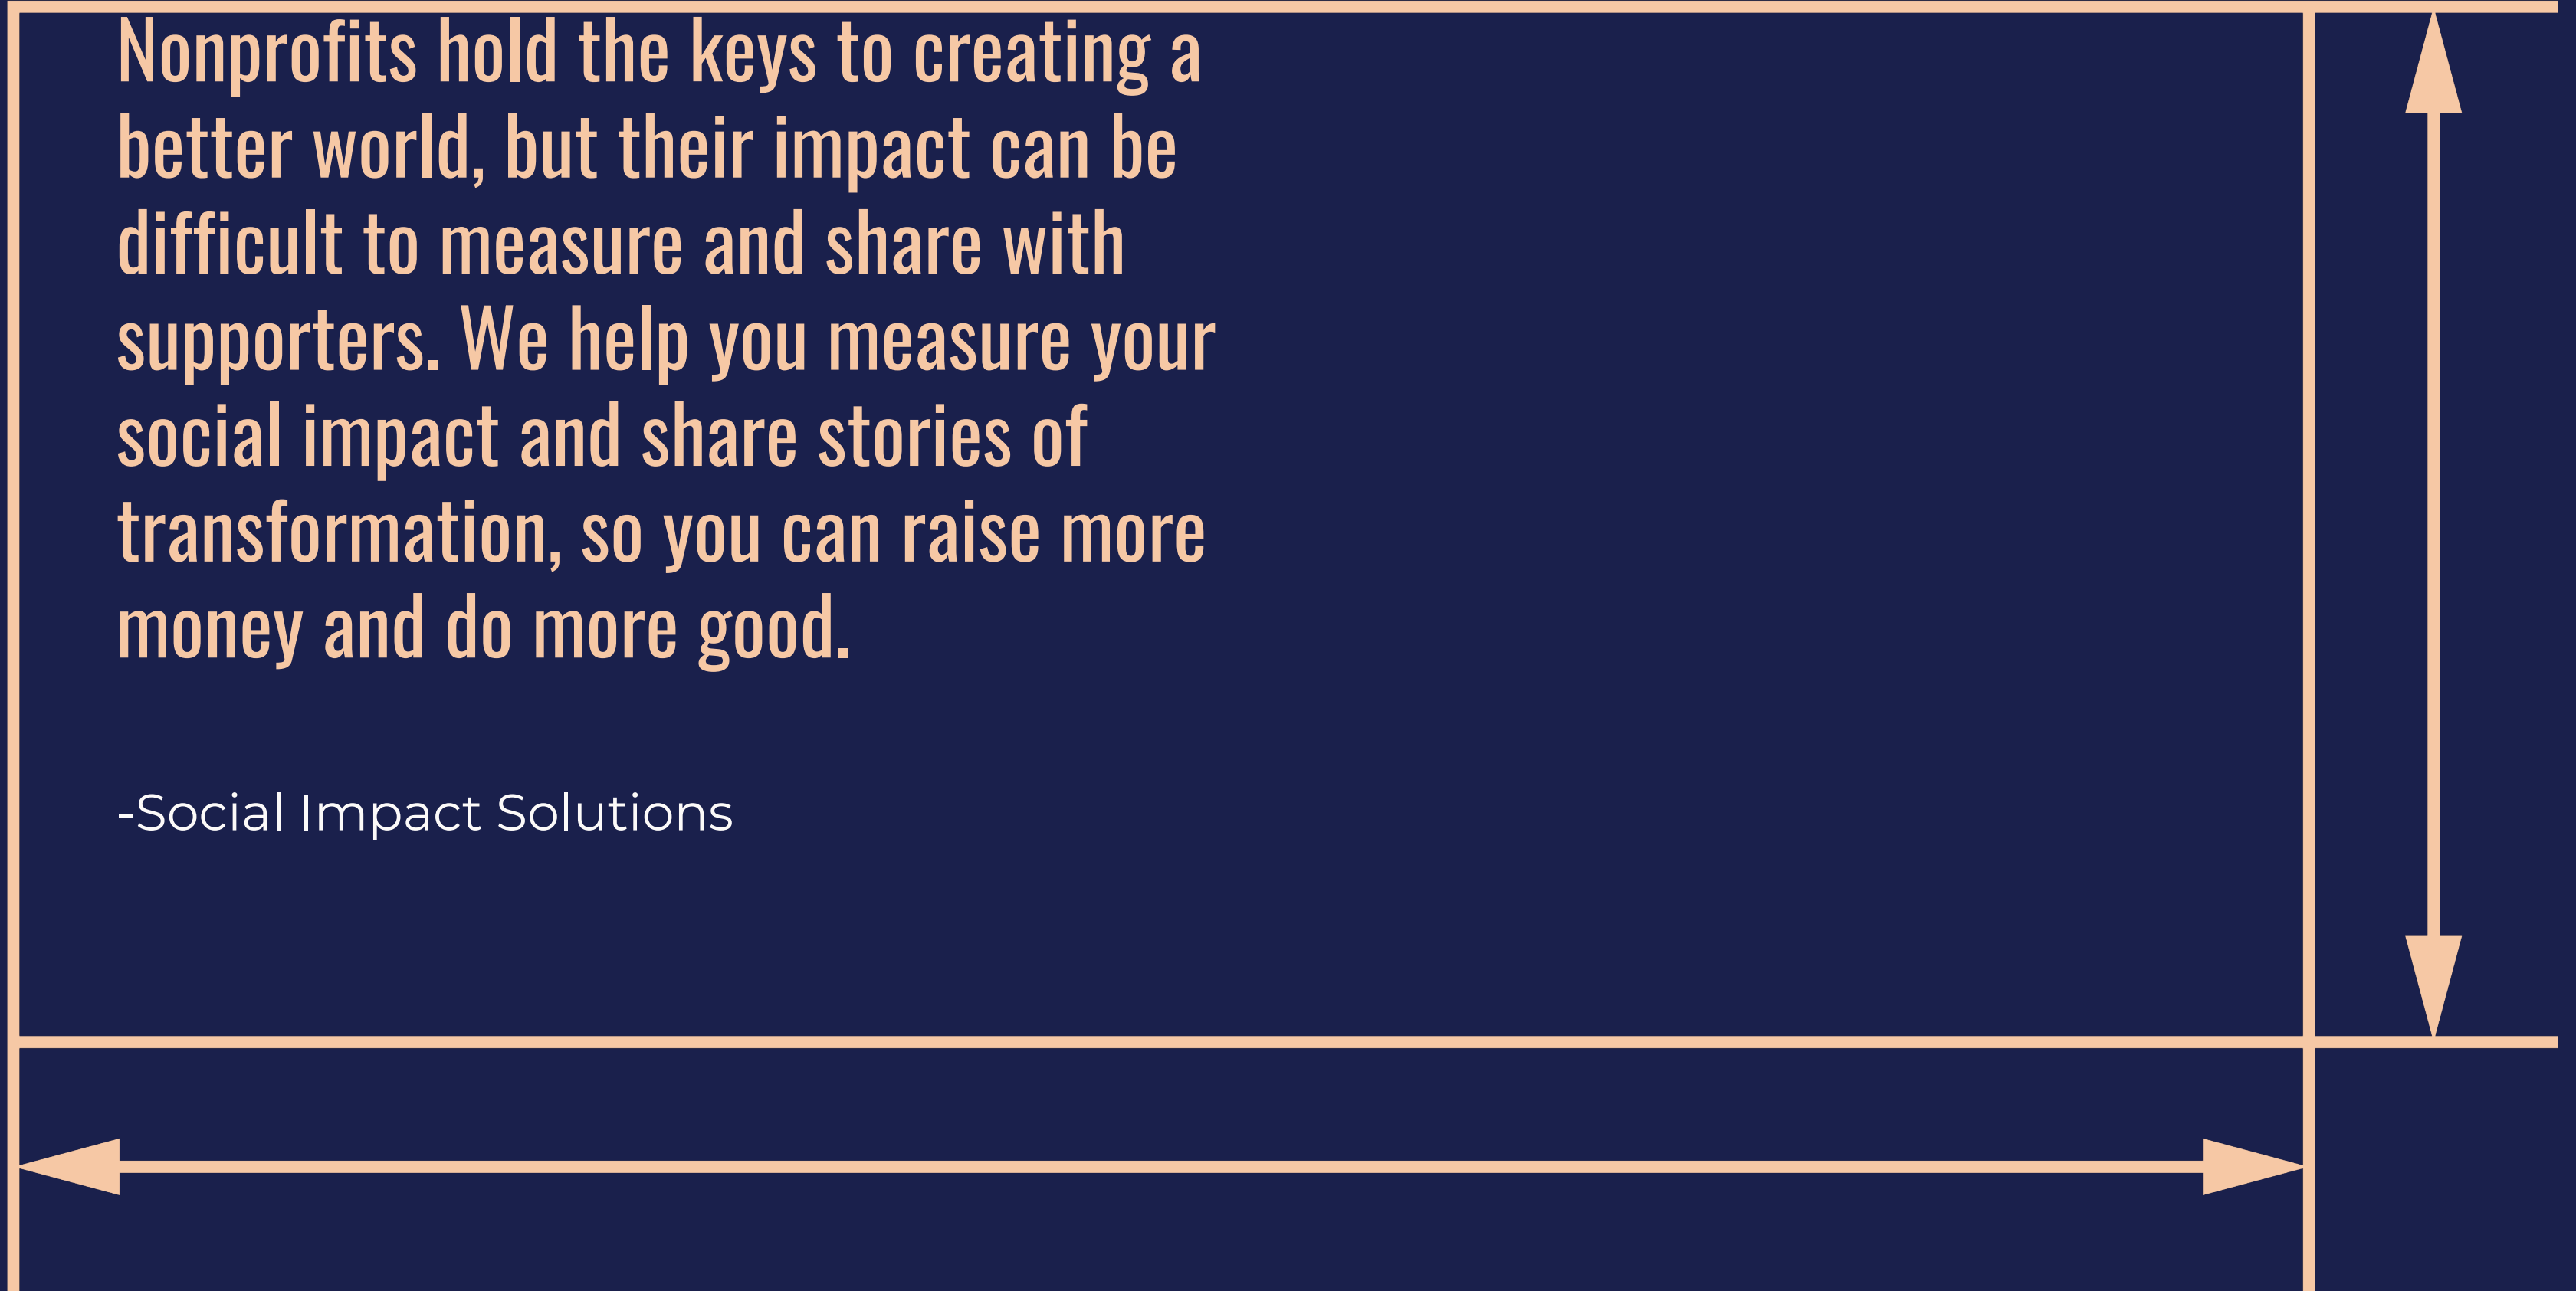 Nonprofits hold the keys to creating a
better world, but their impact can be
difficult to measure and share with
supporters. We help you measure your
social impact and share stories of
transformation, so you can raise more
money and do more good.
-Social Impact Solutions